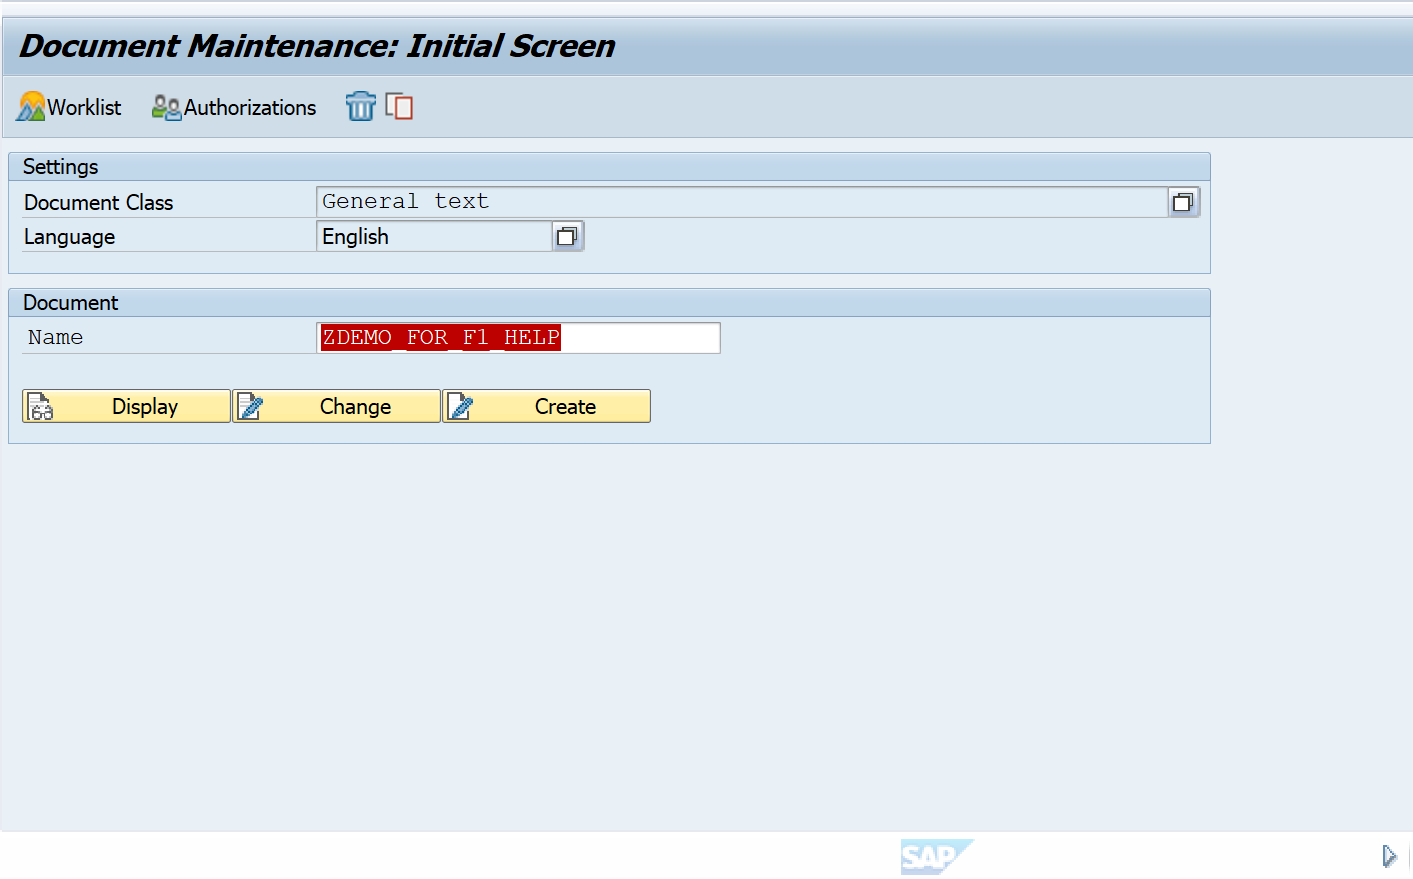 Document Maintenance: Initial Screen
Worklist Authorizations
Settings
Document Class General text
Language English
Document
Name ZDEMO_FOR_F1_HELP
Display Change Create
SAP